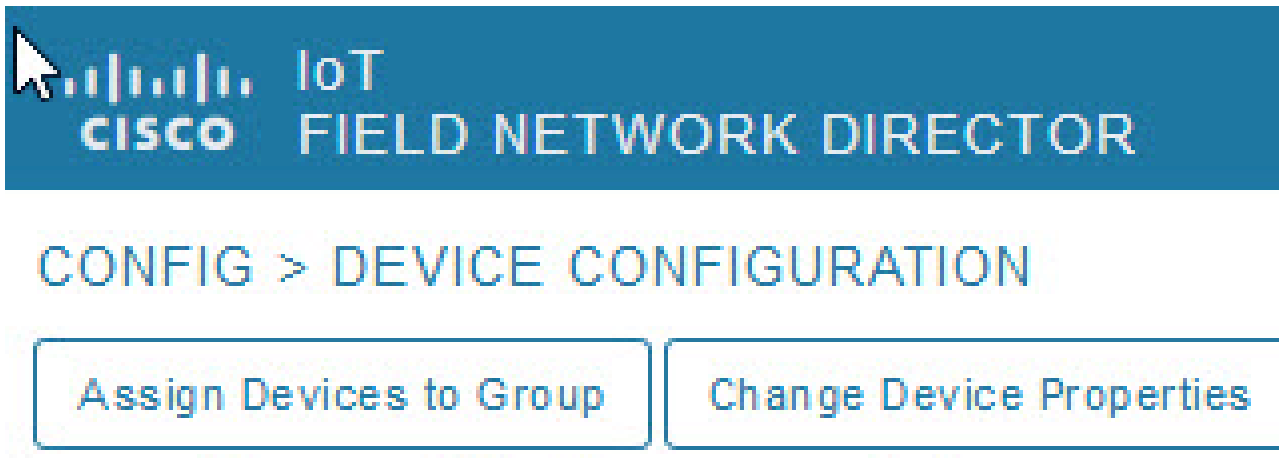 IoT
CISCO FIELD NETWORK DIRECTOR
CONFIG > DEVICE CONFIGURATION
Assign Devices to Group Change Device Properties